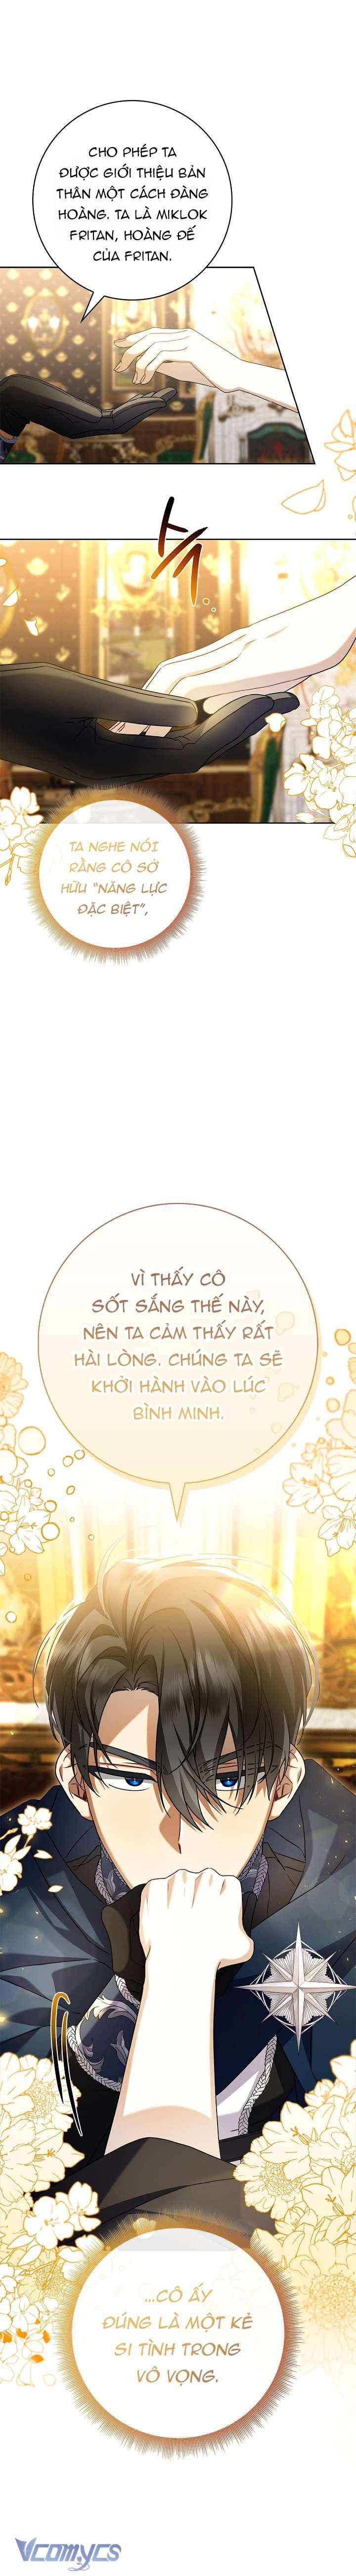 CHO PHÉP TA
ĐƯỢC GIỚI THIỆU BẢN
THÂN MỘT CÁCH ĐÀNG
HOÀNG. TA LÀ MIKLOK
FRITAN, HOÀNG ĐẾ
CỦA FRITAN.
탁
TA NGHE NÓI
RẰNG CÔ SỞ
HỮU "NĂNG LỰC
ĐẶC BIỆT",
VÌ THẤY CÔ
SỐT SẮNG THẾ NÀY,
NÊN TA CẢM THẤY RẤT
HÀI LÒNG. CHÚNG TA SẼ
KHỞI HÀNH VÀO LÚC
BÌNH MINH.
...CÔ ẤY
ĐÚNG LÀ MỘT KẺ
SI TÌNH TRONG
VÔ VỌNG.
Vcomycs